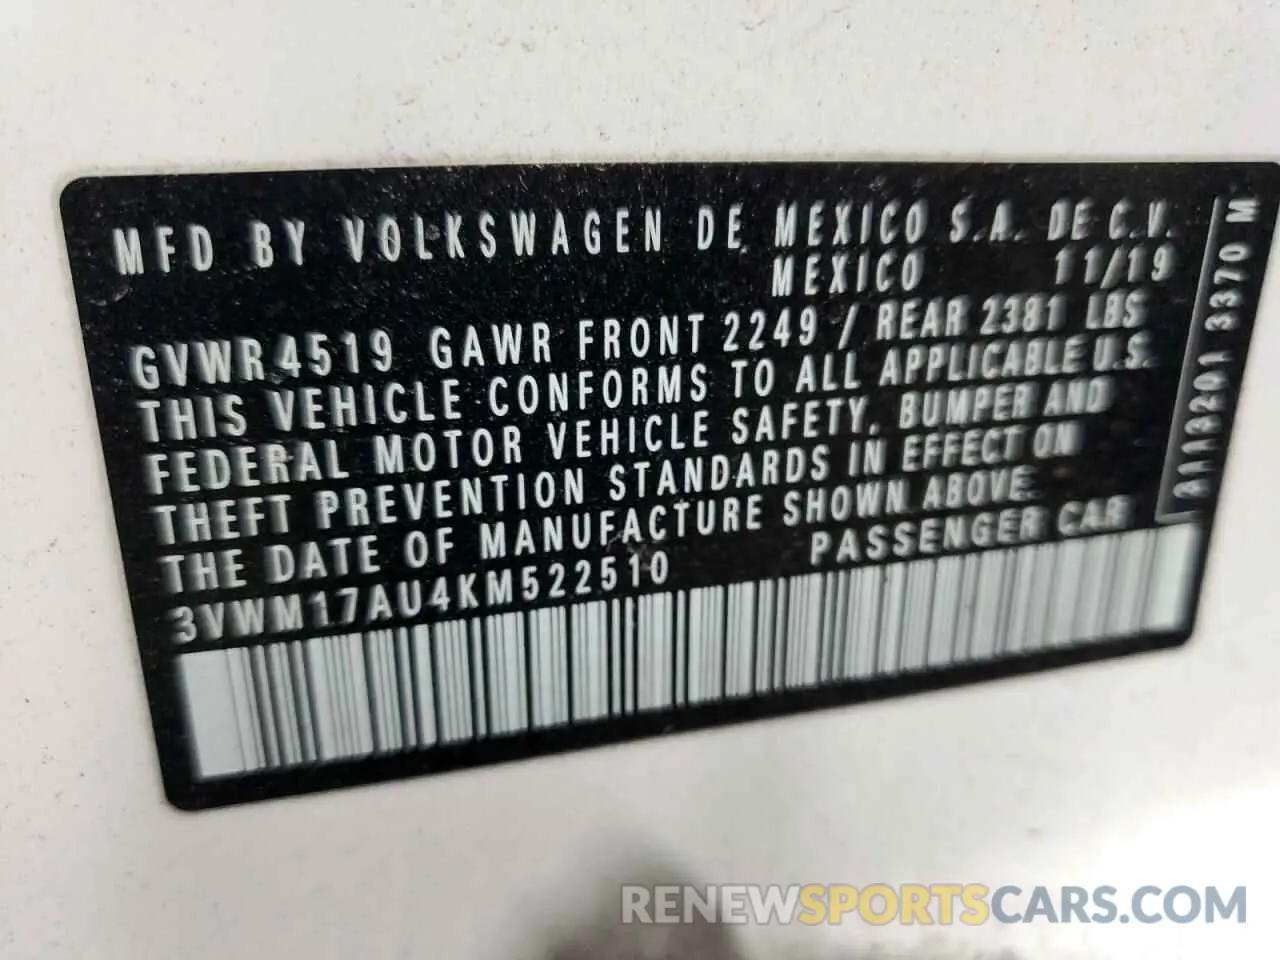 MFD BY VOLKSWAGEN DE MEXICO S.A. DE C.V.
MEXICO 11/19
GVWR 4519 GAWR FRONT 2249 / REAR 2381 LBS
THIS VEHICLE CONFORMS TO ALL APPLICABLE U.S.
FEDERAL MOTOR VEHICLE SAFETY, BUMPER AND
THEFT PREVENTION STANDARDS IN EFFECT ON
THE DATE OF MANUFACTURE SHOWN ABOVE.
3VWM17AU4KM522510 PASSENGER CAR
3370 M
RENEWSPORTSCARS.COM